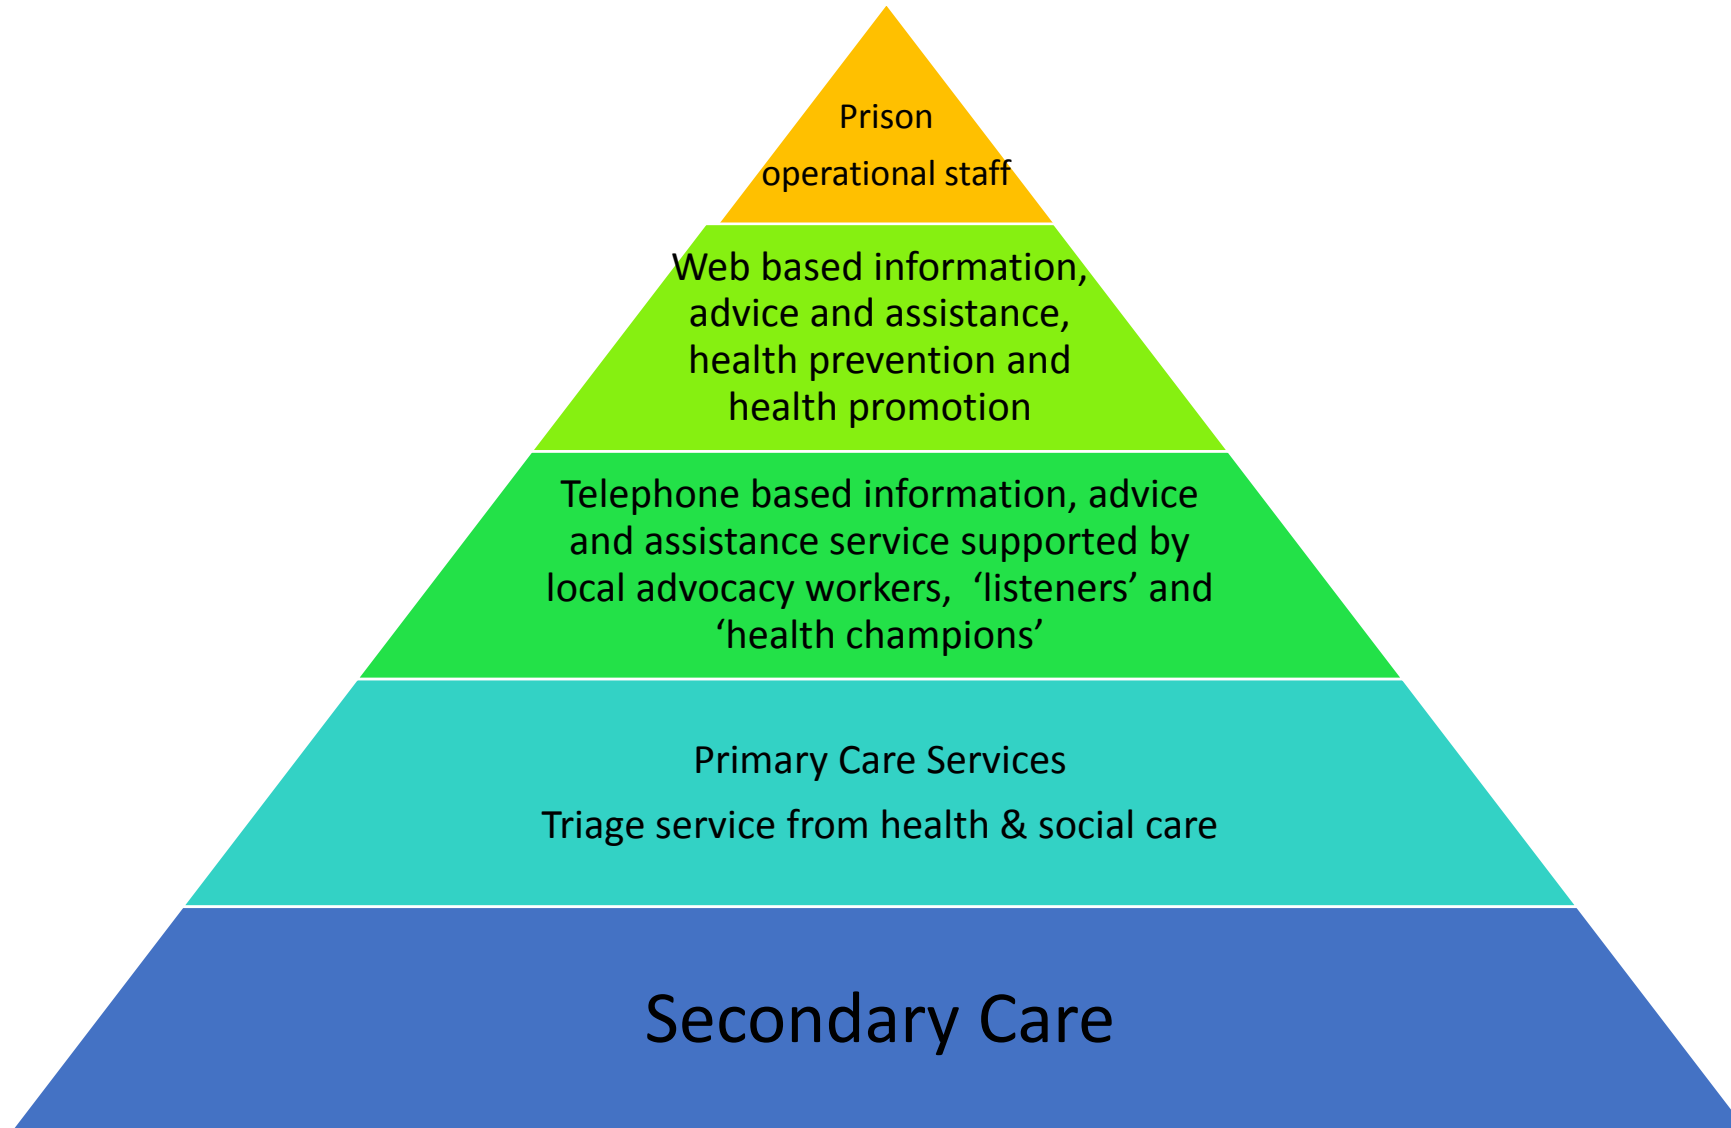 Prison
operational staff
Web based information,
advice and assistance,
health prevention and
health promotion
Telephone based information, advice
and assistance service supported by
local advocacy workers,  ‘listeners’ and
‘health champions’
Primary Care Services
Triage service from health & social care
Secondary Care